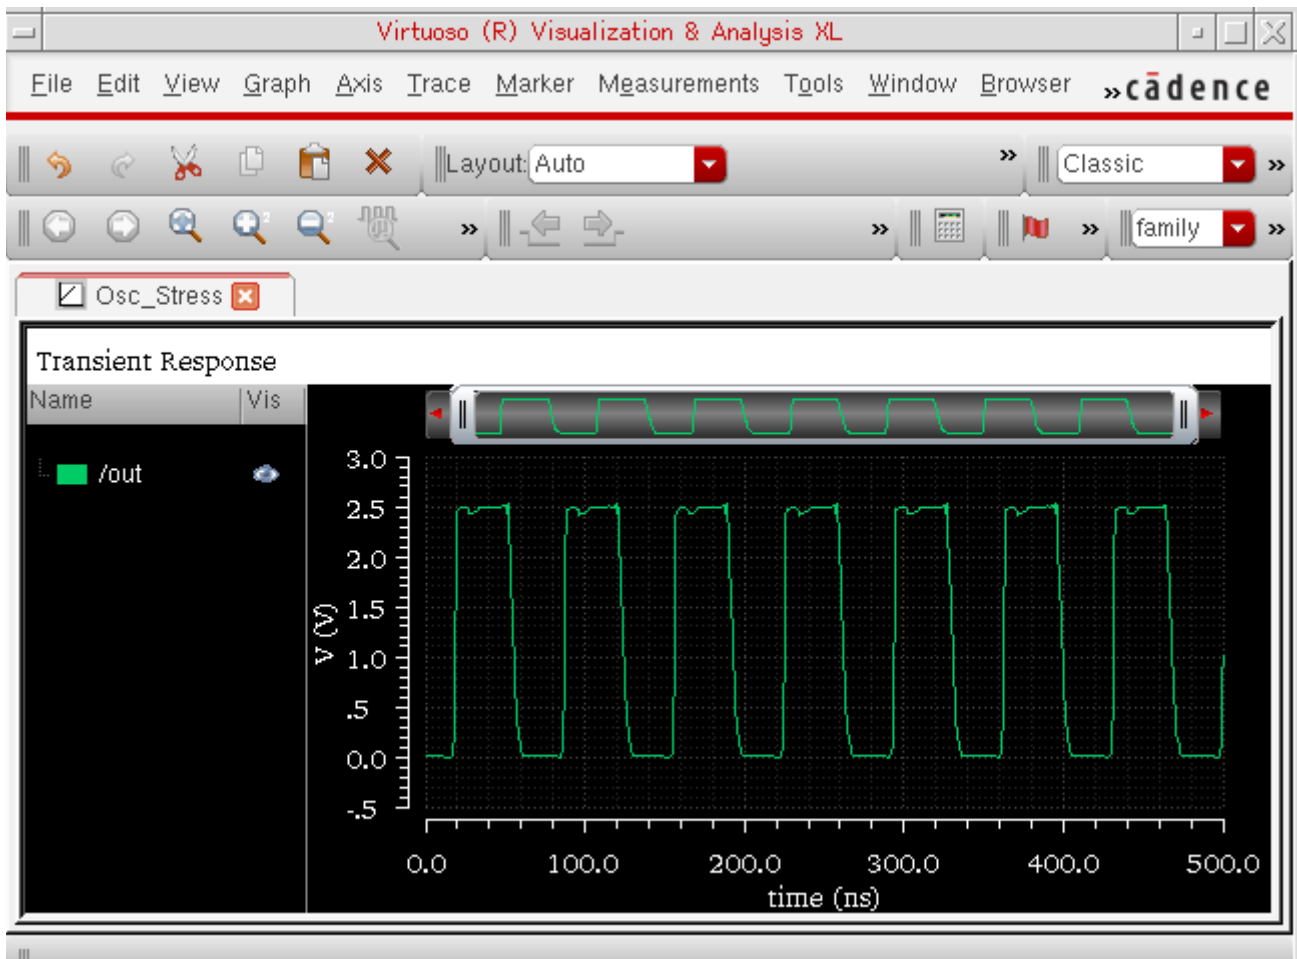 Virtuoso (R) Visualization & Analysis XL
File Edit View Graph Axis Trace Marker Measurements Tools Window Browser » cādence
Layout: Auto » Classic »
2 2 » » » family »
Osc_Stress
Transient Response
Name Vis
/out
3.0
2.5
2.0
1.5
1.0
.5
0.0
-.5
V (V)
0.0 100.0 200.0 300.0 400.0 500.0
time (ns)